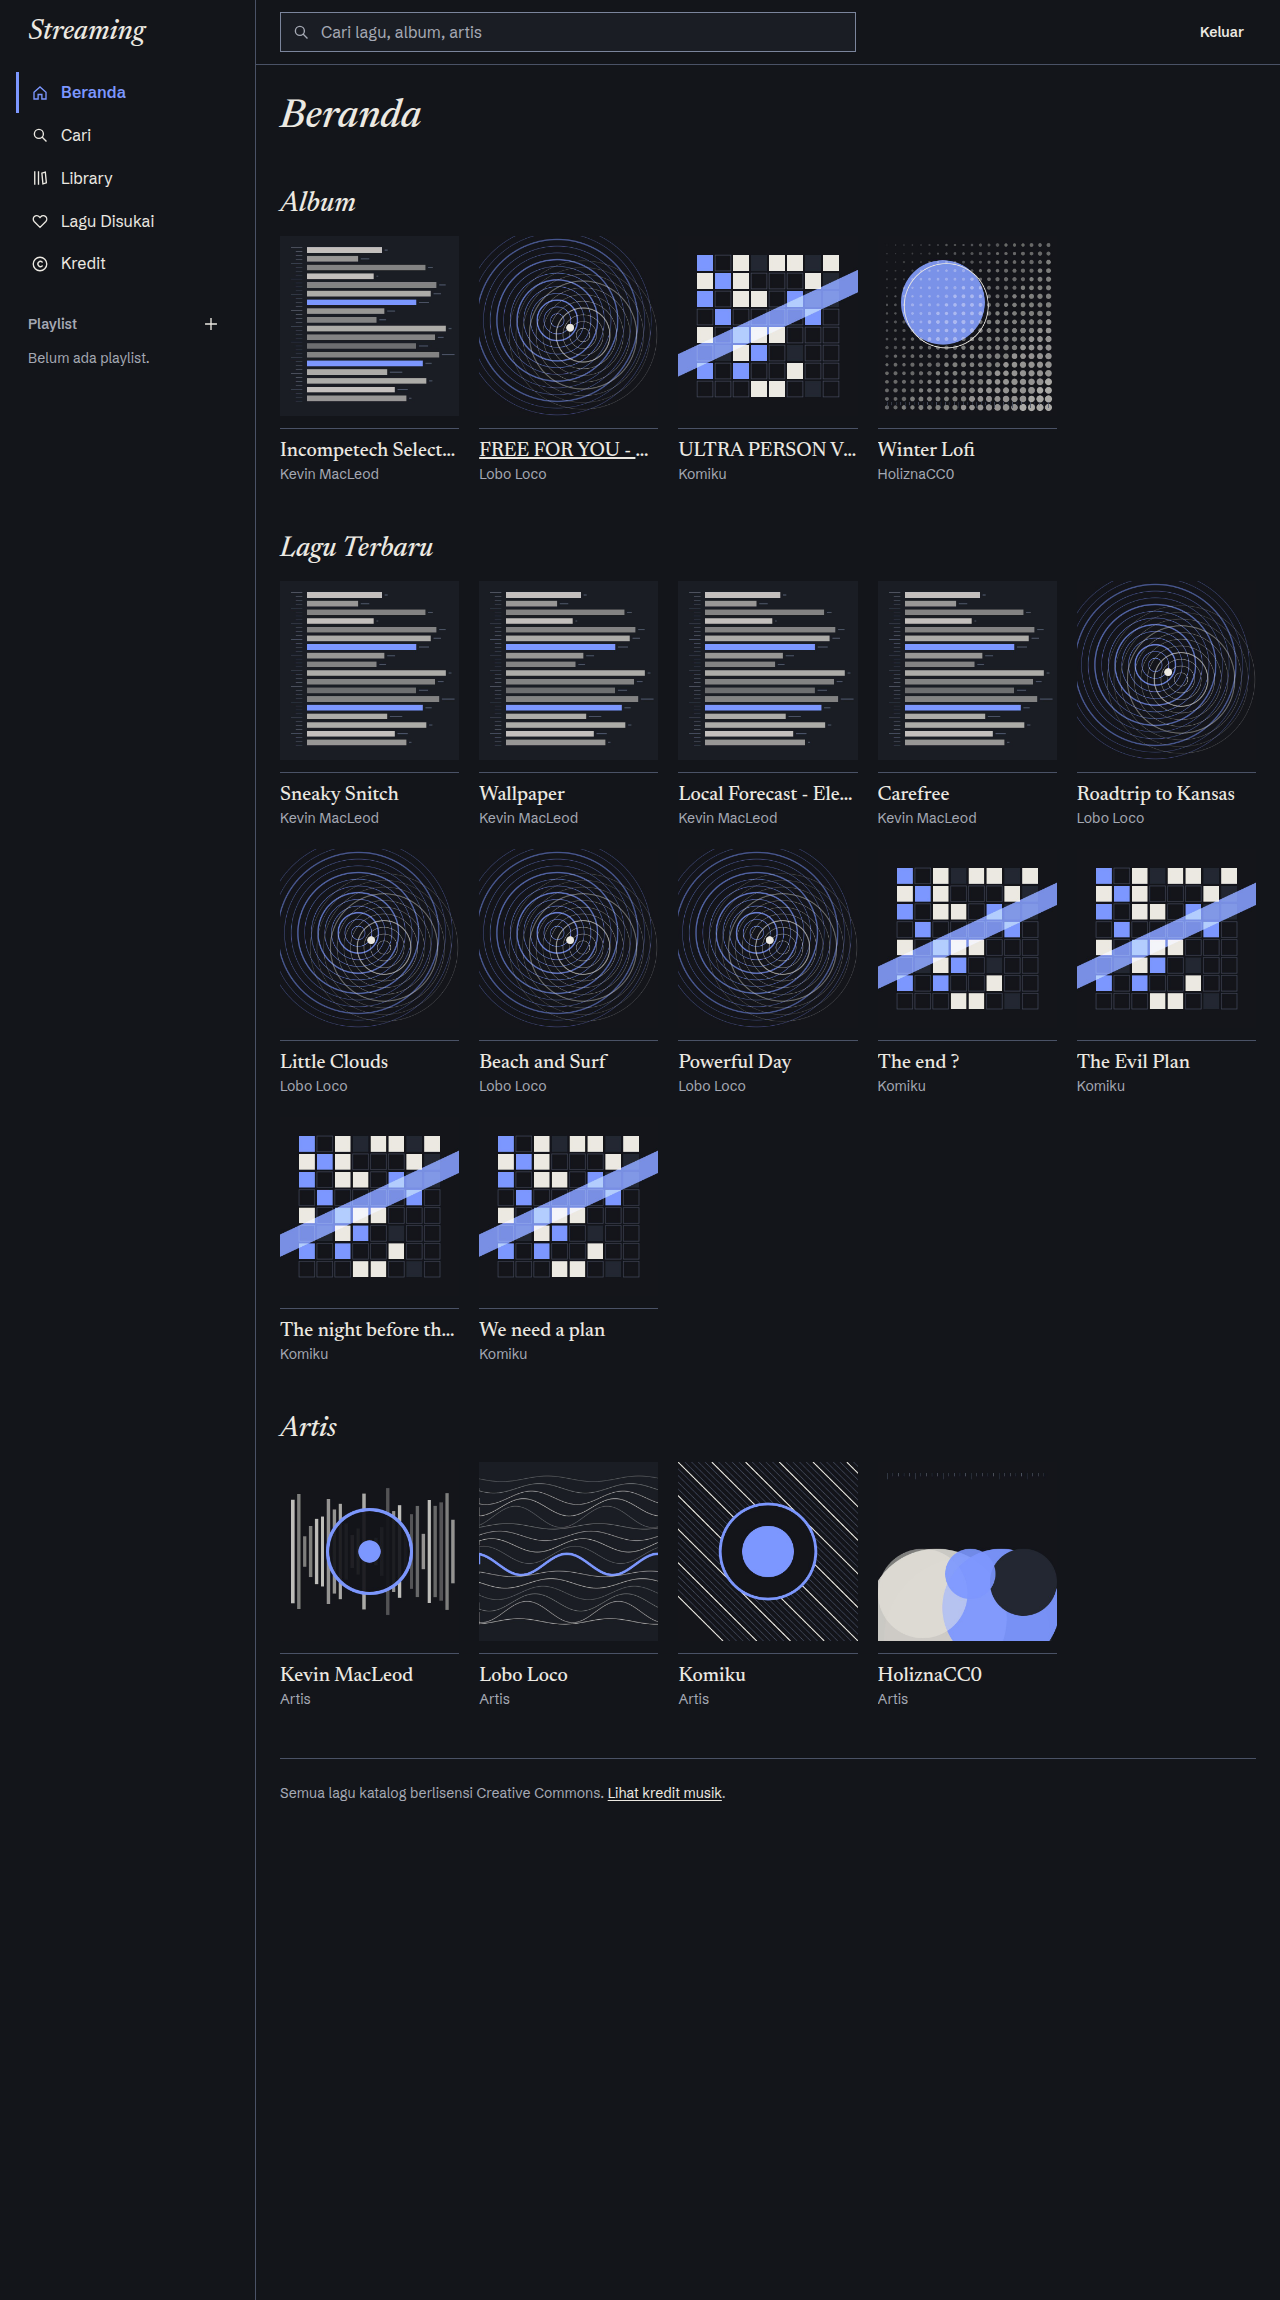 Streaming
Cari lagu, album, artis
Keluar
Beranda
Cari
Library
Lagu Disukai
Kredit
Playlist
Belum ada playlist.
Beranda
Album
Incompetech Select...
Kevin MacLeod
FREE FOR YOU - ...
Lobo Loco
ULTRA PERSON V...
Komiku
Winter Lofi
HoliznaCC0
Lagu Terbaru
Sneaky Snitch
Kevin MacLeod
Wallpaper
Kevin MacLeod
Local Forecast - Ele...
Kevin MacLeod
Carefree
Kevin MacLeod
Roadtrip to Kansas
Lobo Loco
Little Clouds
Lobo Loco
Beach and Surf
Lobo Loco
Powerful Day
Lobo Loco
The end ?
Komiku
The Evil Plan
Komiku
The night before th...
Komiku
We need a plan
Komiku
Artis
Kevin MacLeod
Artis
Lobo Loco
Artis
Komiku
Artis
HoliznaCC0
Artis
Semua lagu katalog berlisensi Creative Commons. Lihat kredit musik.